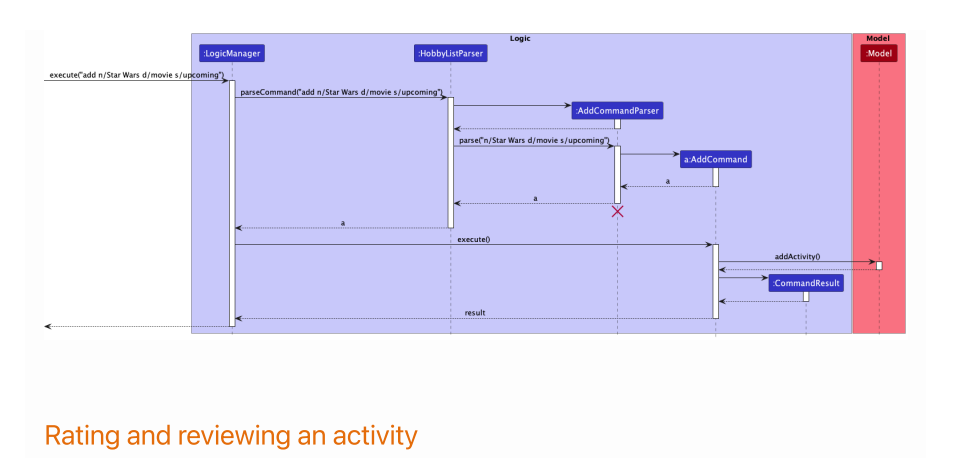 Logic
Model
:LogicManager
:HobbyListParser
:Model
execute("add n/Star Wars d/movie s/upcoming")
parseCommand("add n/Star Wars d/movie s/upcoming")
:AddCommandParser
parse("n/Star Wars d/movie s/upcoming")
a:AddCommand
a
a
a
execute()
addActivity()
:CommandResult
result
Rating and reviewing an activity